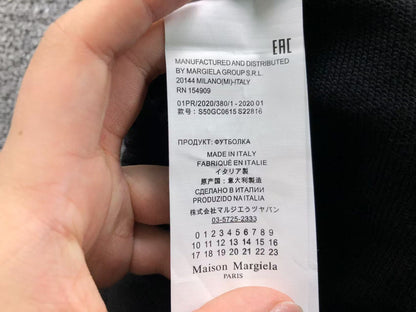 EAC
MANUFACTURED AND DISTRIBUTED
BY MARGIELA GROUP S.R.L.
20144 MILANO(MI)-ITALY
RN 154909
01PR/2020/380/1 - 2020 01
款号: S50GC0615 S22816
ПРОДУКТ: ФУТБОЛКА
MADE IN ITALY
FABRIQUÉ EN ITALIE
イタリア製
原产国: 意大利製造
СДЕЛАНО В ИТАЛИИ
PRODUZIDO NA ITALIA
株式会社マルジエラジャパン
03-5725-2333
0 1 2 3 4 5 6 7 8 9
10 11 12 13 14 15 16
17 18 19 20 21 22 23
Maison Margiela
PARIS